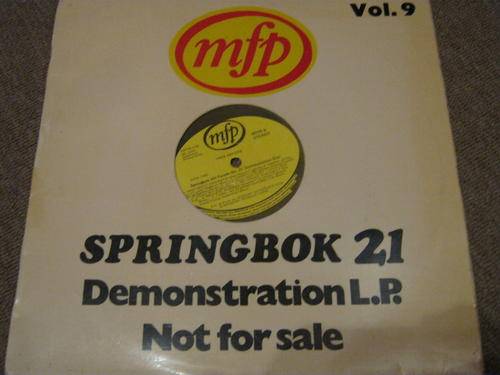 Vol. 9
mfp
mfp
SPRINGBOK 21
Demonstration L.P.
Not for sale